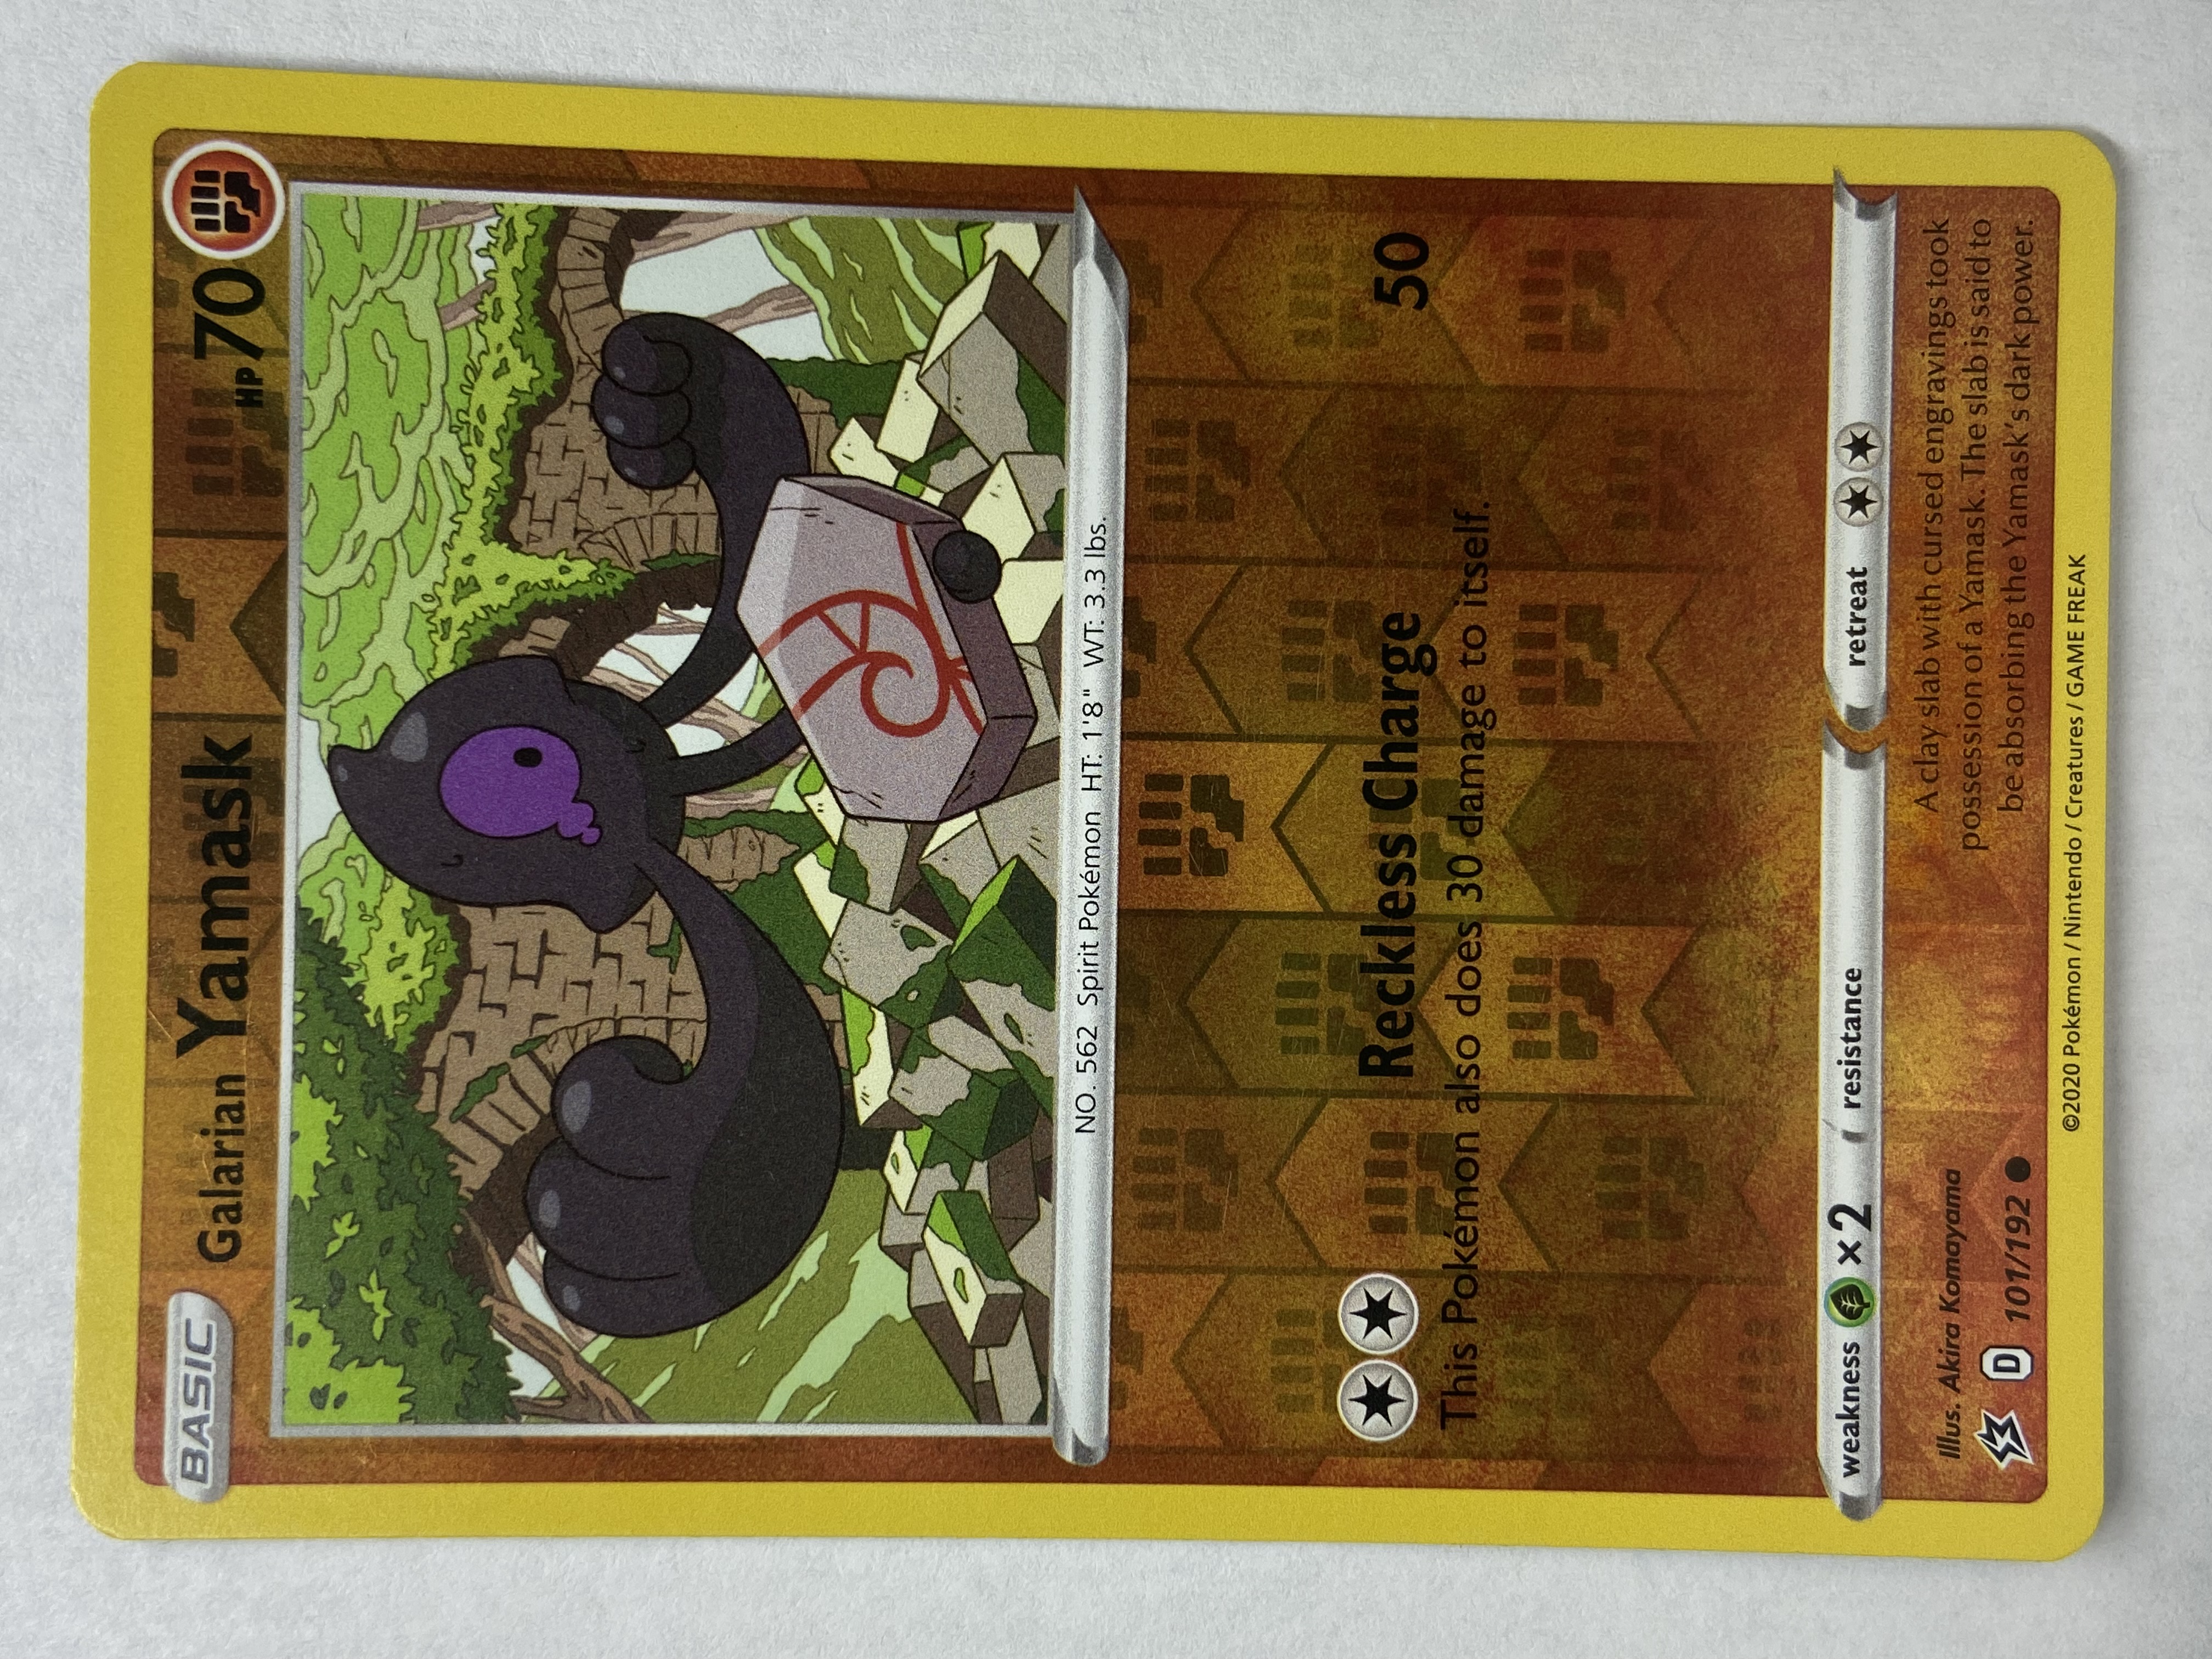 BASIC Galarian Yamask HP 70
NO. 562 Spirit Pokémon HT: 1'8" WT: 3.3 lbs.
Reckless Charge 50
This Pokémon also does 30 damage to itself.
weakness ×2 resistance retreat
Illus. Akira Komayama
D 101/192
A clay slab with cursed engravings took
possession of a Yamask. The slab is said to
be absorbing the Yamask's dark power.
©2020 Pokémon / Nintendo / Creatures / GAME FREAK